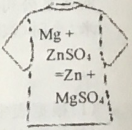 Mg +
ZnSO₄
=Zn +
MgSO₄